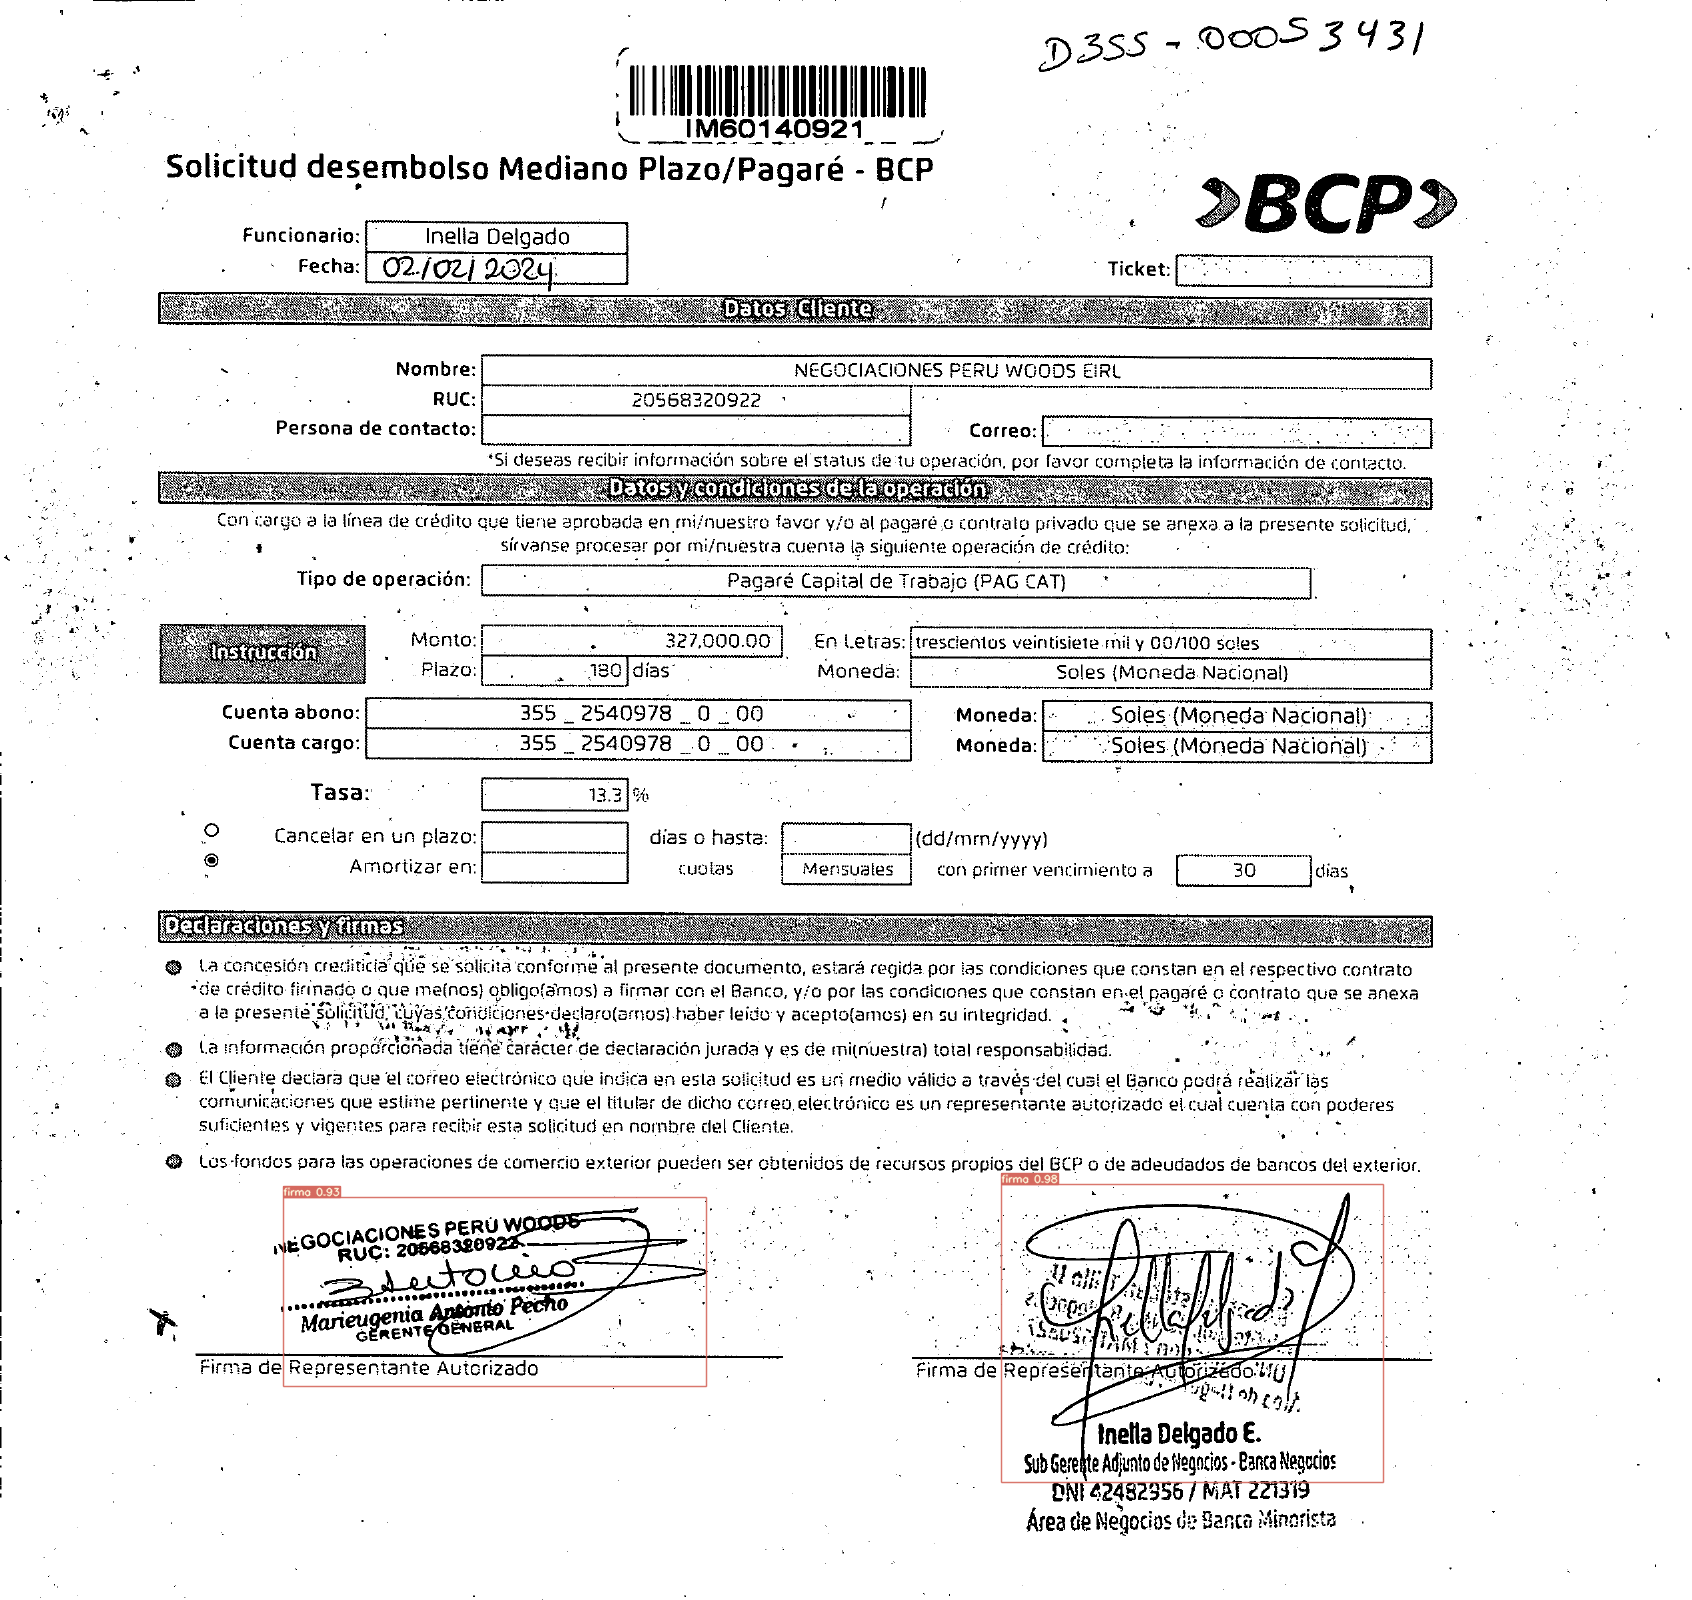 D355-00053431
IM60140921
Solicitud desembolso Mediano Plazo/Pagaré - BCP
BCP
Funcionario: Inella Delgado
Fecha: 02/02/2024
Ticket:
Datos Cliente
Nombre: NEGOCIACIONES PERU WOODS EIRL
RUC: 20568320922
Persona de contacto: Correo:
*Si deseas recibir información sobre el status de tu operación, por favor completa la información de contacto.
Datos y condiciones de la operación
Con cargo a la línea de crédito que tiene aprobada en mi/nuestro favor y/o al pagaré o contrato privado que se anexa a la presente solicitud,
sírvanse procesar por mi/nuestra cuenta la siguiente operación de crédito:
Tipo de operación: Pagaré Capital de Trabajo (PAG CAT)
Instrucción
Monto: 327,000.00 En Letras: trescientos veintisiete mil y 00/100 soles
Plazo: 180 días Moneda: Soles (Moneda Nacional)
Cuenta abono: 355 _ 2540978 _ 0 _ 00 Moneda: Soles (Moneda Nacional)
Cuenta cargo: 355 _ 2540978 _ 0 _ 00 Moneda: Soles (Moneda Nacional)
Tasa: 13.3 %
Cancelar en un plazo: días o hasta: (dd/mm/yyyy)
Amortizar en: cuotas Mensuales con primer vencimiento a 30 días
Declaraciones y firmas
La concesión crediticia que se solicita conforme al presente documento, estará regida por las condiciones que constan en el respectivo contrato
de crédito firmado o que me(nos) obligo(amos) a firmar con el Banco, y/o por las condiciones que constan en el pagaré o contrato que se anexa
a la presente solicitud, cuyas condiciones declaro(amos) haber leído y acepto(amos) en su integridad.
La información proporcionada tiene carácter de declaración jurada y es de mi(nuestra) total responsabilidad.
El Cliente declara que el correo electrónico que indica en esta solicitud es un medio válido a través del cual el Banco podrá realizar las
comunicaciones que estime pertinente y que el titular de dicho correo electrónico es un representante autorizado el cual cuenta con poderes
suficientes y vigentes para recibir esta solicitud en nombre del Cliente.
Los fondos para las operaciones de comercio exterior pueden ser obtenidos de recursos propios del BCP o de adeudados de bancos del exterior.
firma 0.93
firma 0.98
NEGOCIACIONES PERU WOODS
RUC: 20568320922
Marieugenia Antonio Pecho
GERENTE GENERAL
Firma de Representante Autorizado
Firma de Representante Autorizado
Inella Delgado E.
Sub Gerente Adjunto de Negocios - Banca Negocios
DNI 42482956 / MAT 221319
Área de Negocios de Banca Minorista